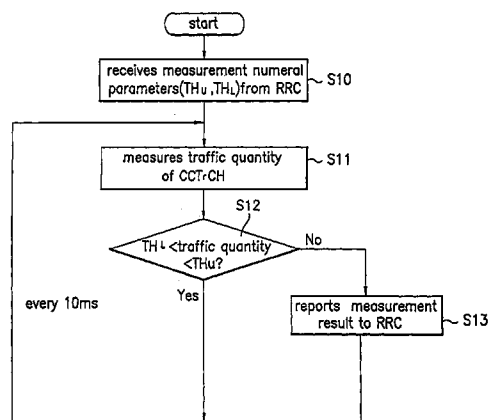 start
receives measurement numeral
parameters(THU,THL)from RRC
S10
measures traffic quantity
of CCTrCH
S11
S12
THL<traffic quantity
<THu?
No
Yes
every 10ms
reports measurement
result to RRC
S13